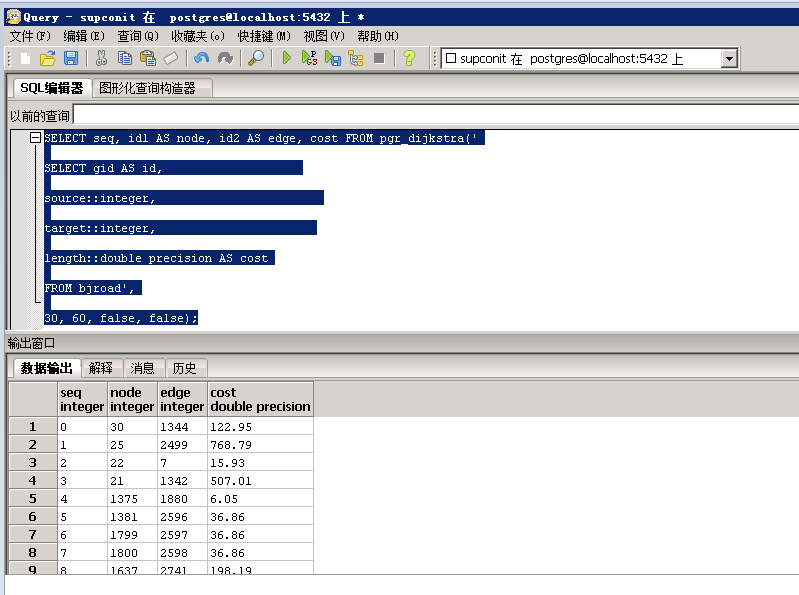 Query - supconit 在 postgres@localhost:5432 上 *
文件(F) 编辑(E) 查询(Q) 收藏夹(o) 快捷键(M) 视图(V) 帮助(H)
supconit 在 postgres@localhost:5432 上
SQL编辑器 图形化查询构造器
以前的查询
SELECT seq, id1 AS node, id2 AS edge, cost FROM pgr_dijkstra('
SELECT gid AS id,
source::integer,
target::integer,
length::double precision AS cost
FROM bjroad',
30, 60, false, false);
输出窗口
数据输出 解释 消息 历史
seq node edge cost
integer integer integer double precision
1 0 30 1344 122.95
2 1 25 2499 768.79
3 2 22 7 15.93
4 3 21 1342 507.01
5 4 1375 1880 6.05
6 5 1381 2596 36.86
7 6 1799 2597 36.86
8 7 1800 2598 36.86
9 8 1637 2741 198.19